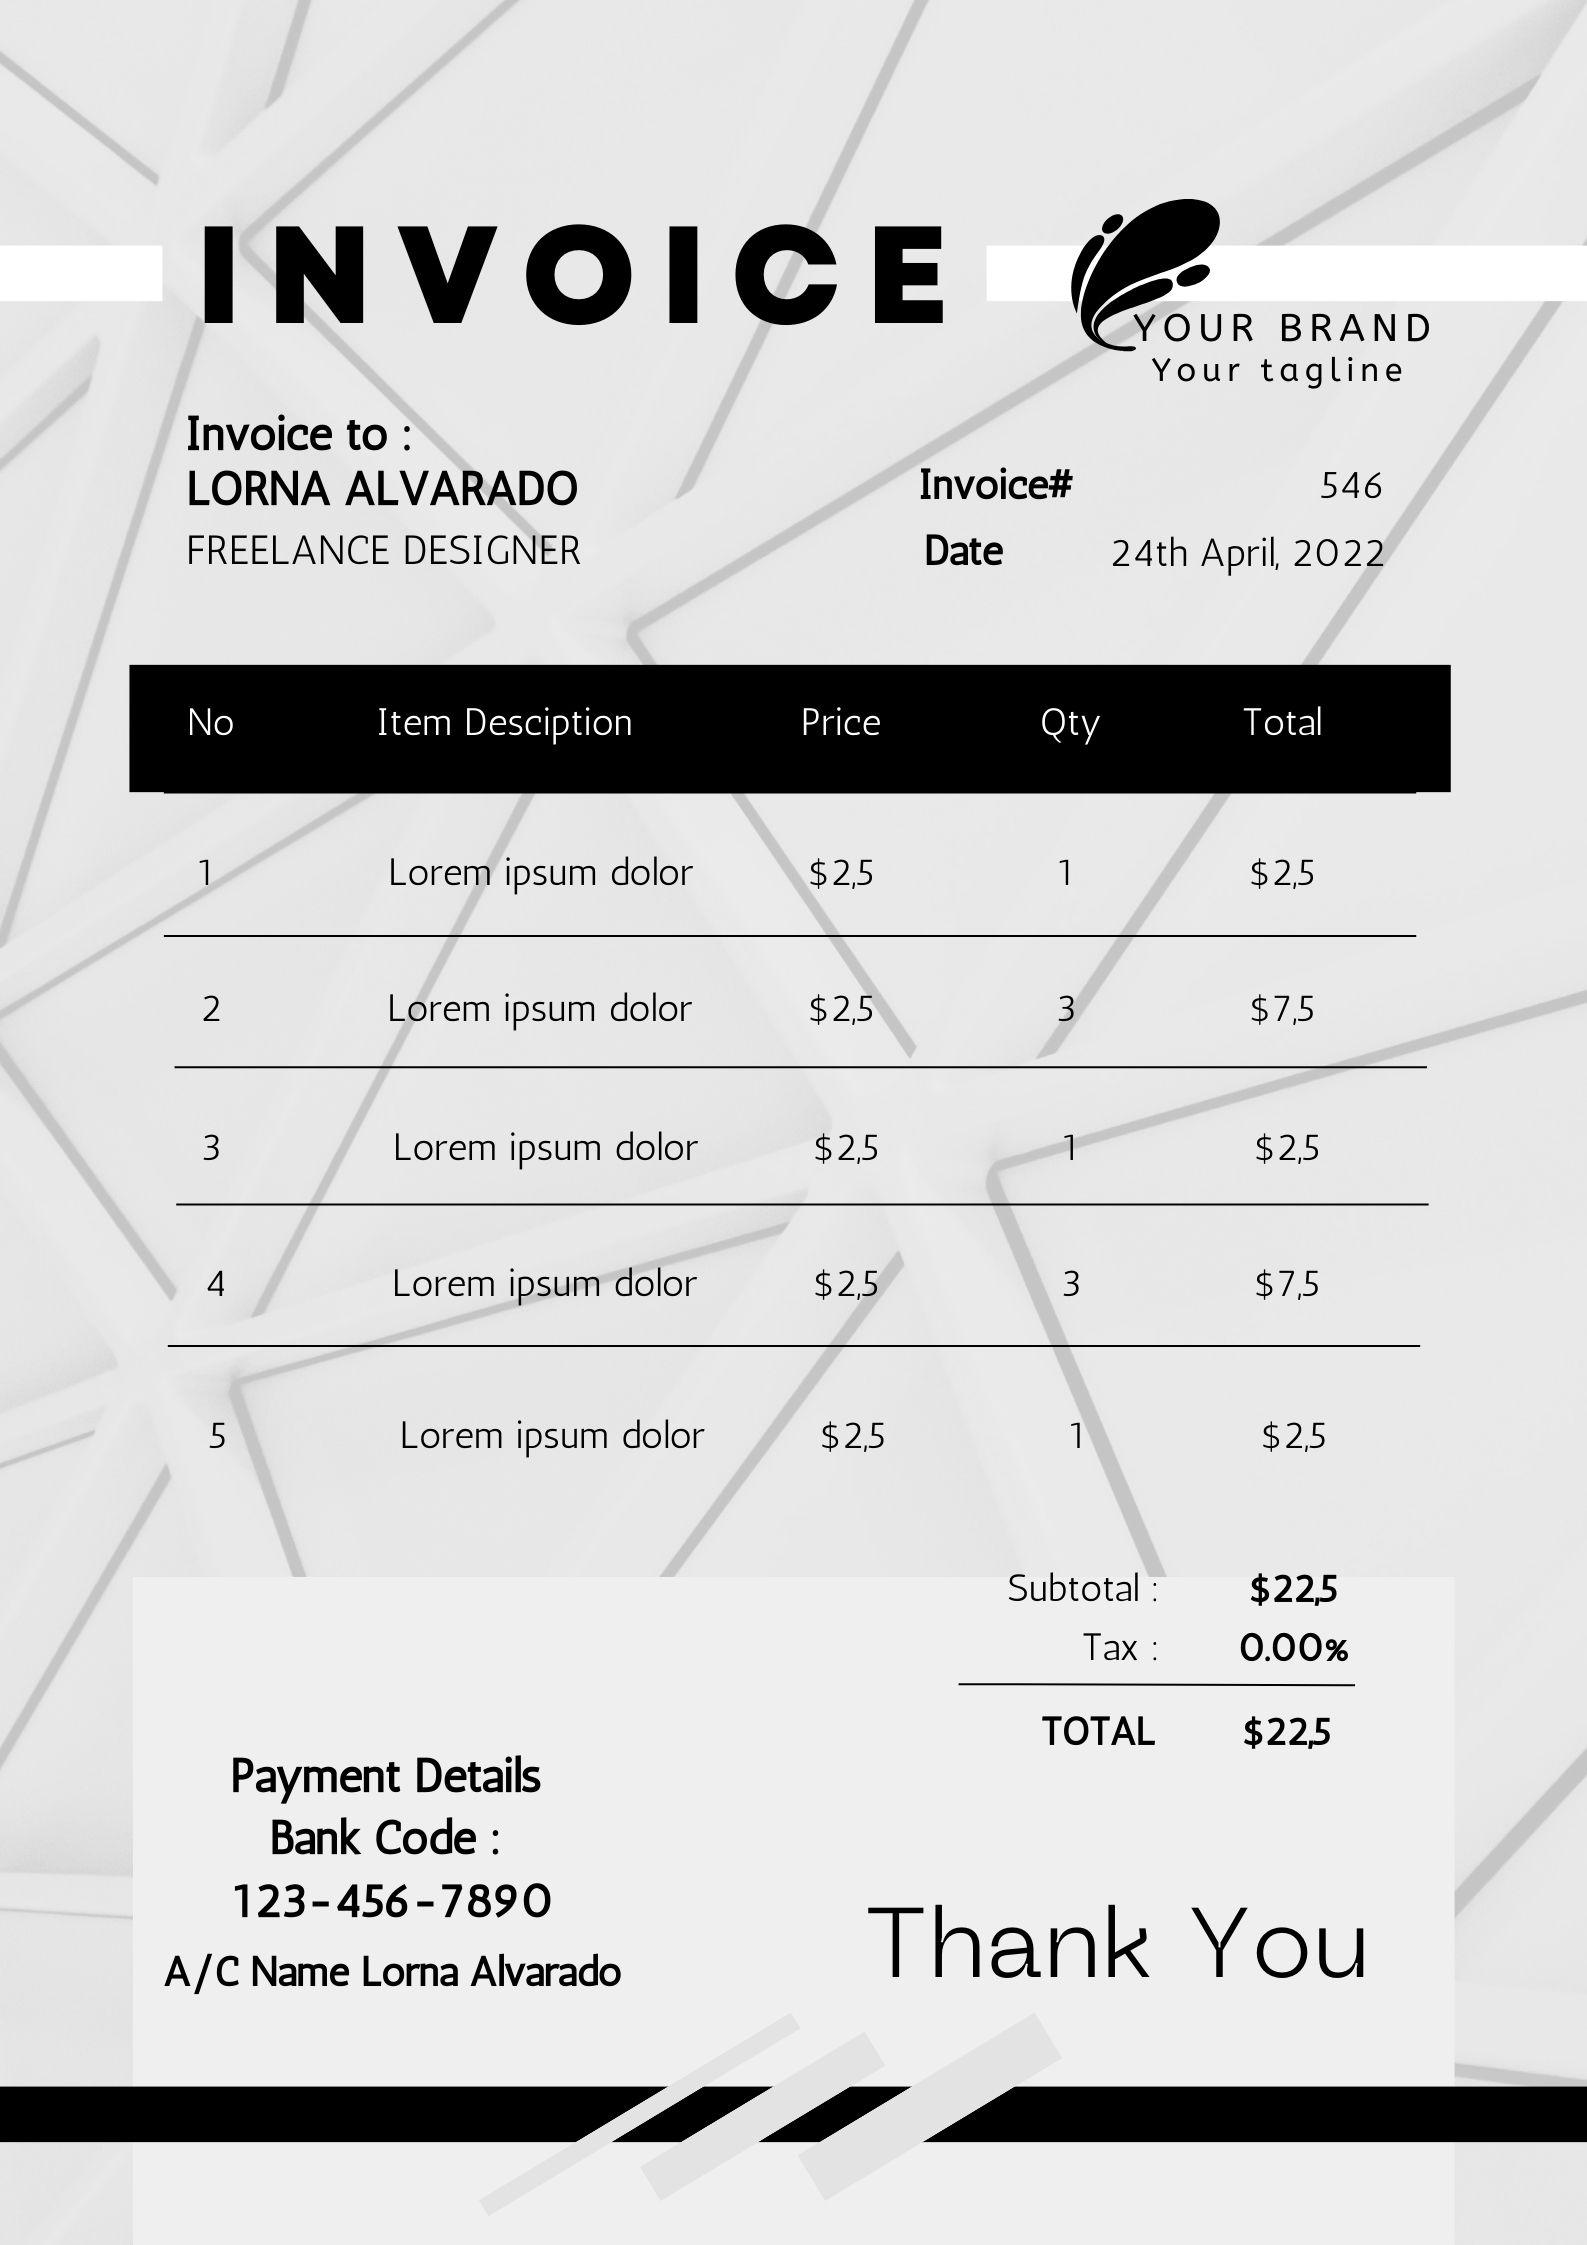 INVOICE
YOUR BRAND
Your tagline
Invoice to :
LORNA ALVARADO
FREELANCE DESIGNER
Invoice# 546
Date 24th April, 2022
No Item Desciption Price Qty Total
1 Lorem ipsum dolor $2,5 1 $2,5
2 Lorem ipsum dolor $2,5 3 $7,5
3 Lorem ipsum dolor $2,5 1 $2,5
4 Lorem ipsum dolor $2,5 3 $7,5
5 Lorem ipsum dolor $2,5 1 $2,5
Subtotal : $22,5
Tax : 0.00%
TOTAL $22,5
Payment Details
Bank Code :
123-456-7890
A/C Name Lorna Alvarado
Thank You